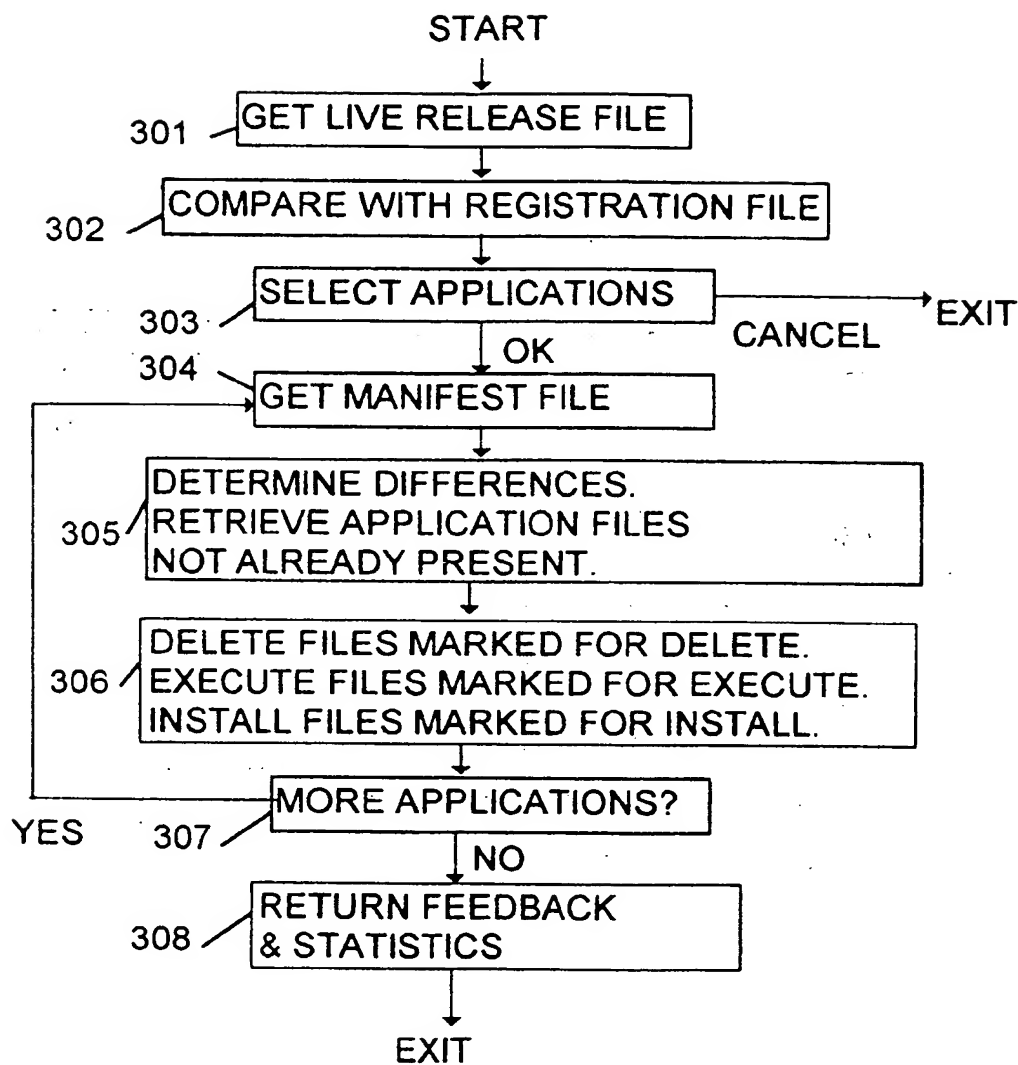 START
301
GET LIVE RELEASE FILE
302
COMPARE WITH REGISTRATION FILE
303
SELECT APPLICATIONS
CANCEL
EXIT
OK
304
GET MANIFEST FILE
305
DETERMINE DIFFERENCES.
RETRIEVE APPLICATION FILES
NOT ALREADY PRESENT.
306
DELETE FILES MARKED FOR DELETE.
EXECUTE FILES MARKED FOR EXECUTE.
INSTALL FILES MARKED FOR INSTALL.
307
MORE APPLICATIONS?
YES
NO
308
RETURN FEEDBACK
& STATISTICS
EXIT